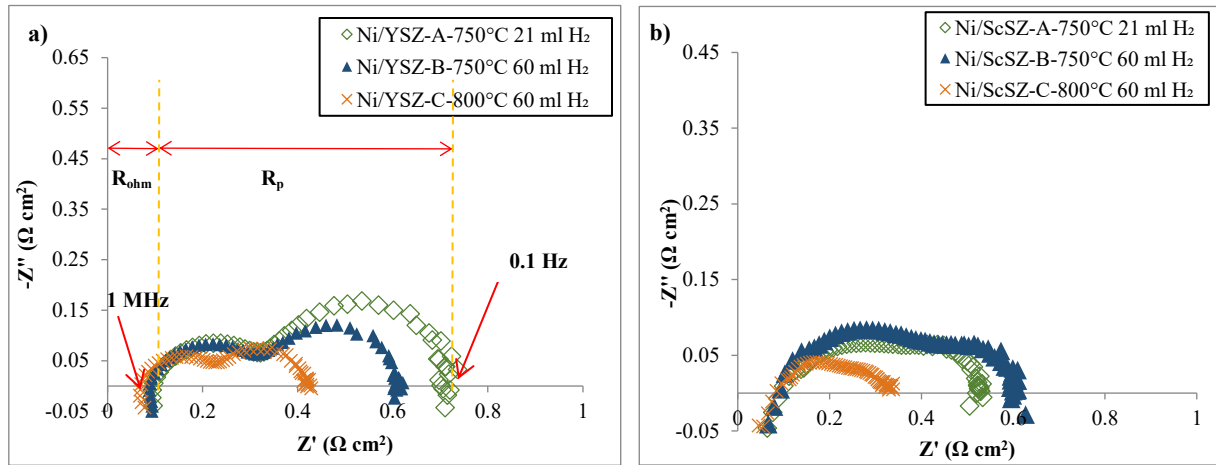 a)
Ni/YSZ-A-750°C 21 ml H₂
Ni/YSZ-B-750°C 60 ml H₂
Ni/YSZ-C-800°C 60 ml H₂
0.65
0.55
0.45
0.35
0.25
0.15
0.05
-0.05
-Z'' (Ω cm²)
R_ohm
R_p
1 MHz
0.1 Hz
0
0.2
0.4
0.6
0.8
1
Z' (Ω cm²)
b)
Ni/ScSZ-A-750°C 21 ml H₂
Ni/ScSZ-B-750°C 60 ml H₂
Ni/ScSZ-C-800°C 60 ml H₂
0.45
0.35
0.25
0.15
0.05
-0.05
-Z'' (Ω cm²)
0
0.2
0.4
0.6
0.8
1
Z' (Ω cm²)